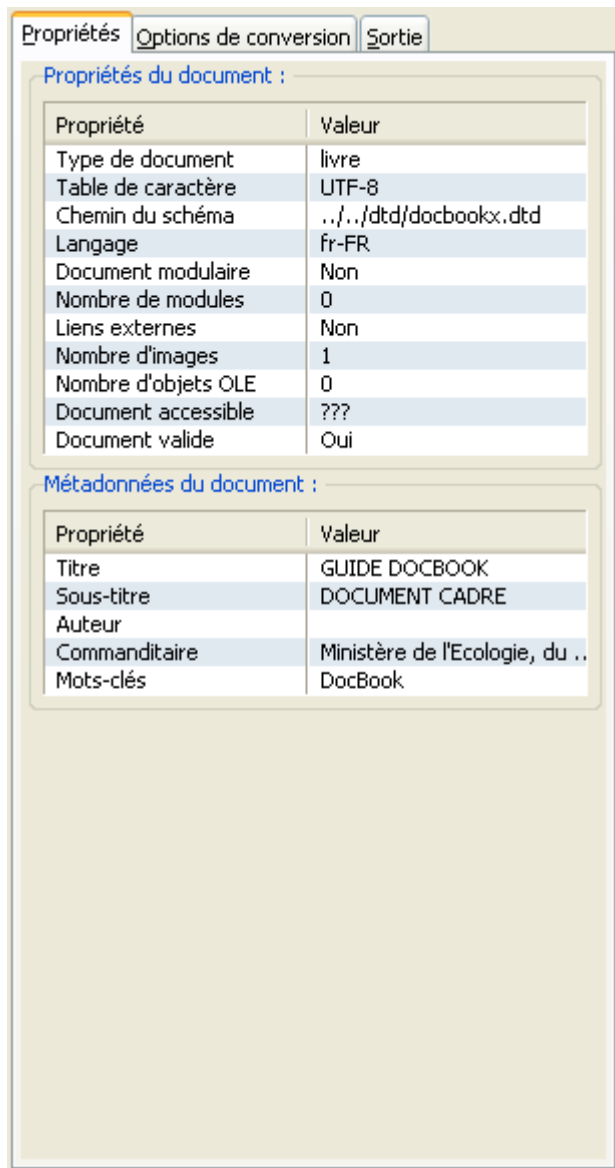 Propriétés Options de conversion Sortie
Propriétés du document :
Propriété Valeur
Type de document livre
Table de caractère UTF-8
Chemin du schéma ../../dtd/docbookx.dtd
Langage fr-FR
Document modulaire Non
Nombre de modules 0
Liens externes Non
Nombre d'images 1
Nombre d'objets OLE 0
Document accessible ???
Document valide Oui
Métadonnées du document :
Propriété Valeur
Titre GUIDE DOCBOOK
Sous-titre DOCUMENT CADRE
Auteur
Commanditaire Ministère de l'Ecologie, du ..
Mots-clés DocBook